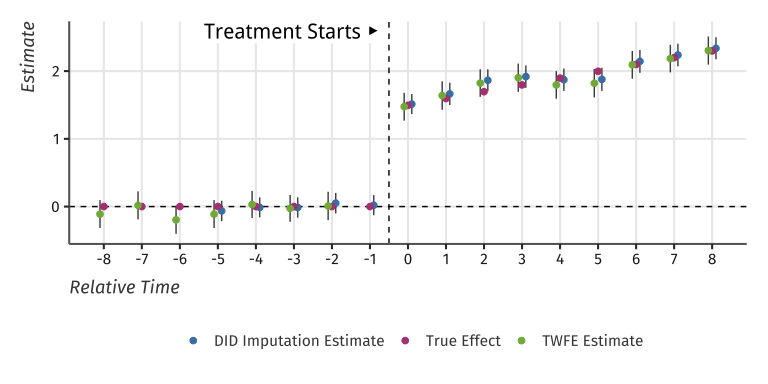 Treatment Starts ►
Estimate
2
1
0
-8 -7 -6 -5 -4 -3 -2 -1 0 1 2 3 4 5 6 7 8
Relative Time
DID Imputation Estimate True Effect TWFE Estimate